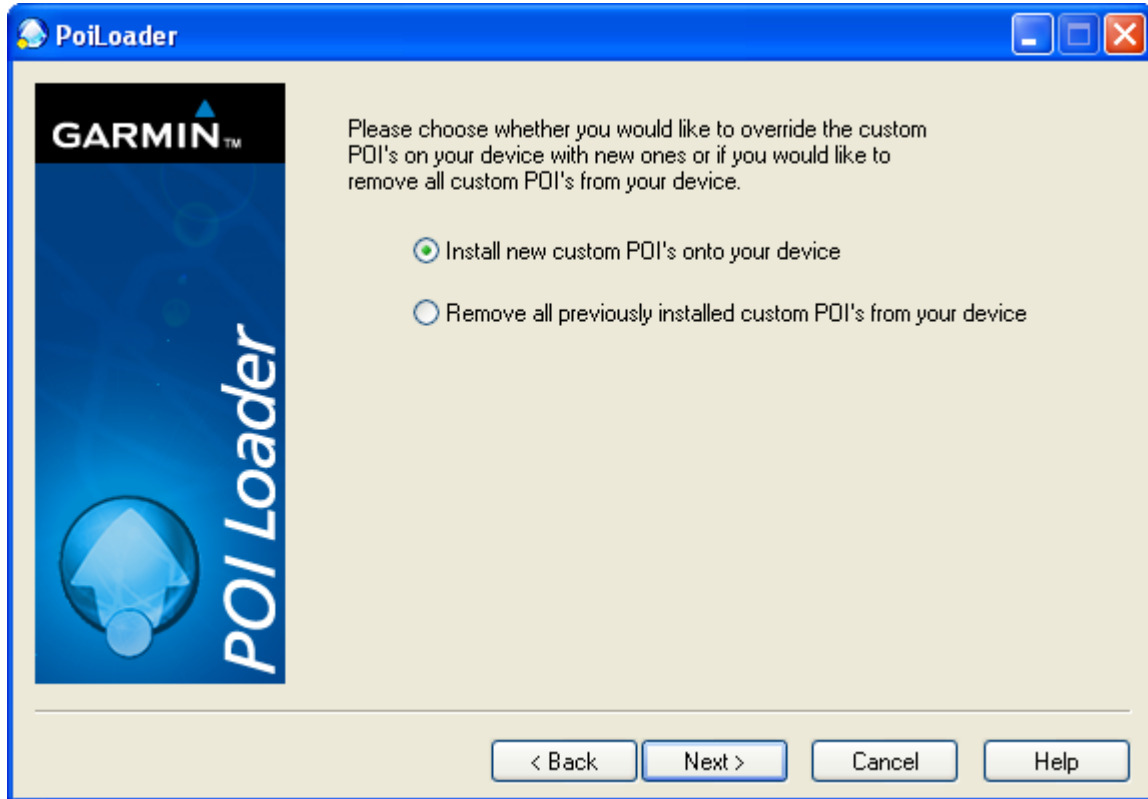 PoiLoader
GARMIN™
POI Loader
Please choose whether you would like to override the custom
POI's on your device with new ones or if you would like to
remove all custom POI's from your device.
Install new custom POI's onto your device
Remove all previously installed custom POI's from your device
< Back Next > Cancel Help